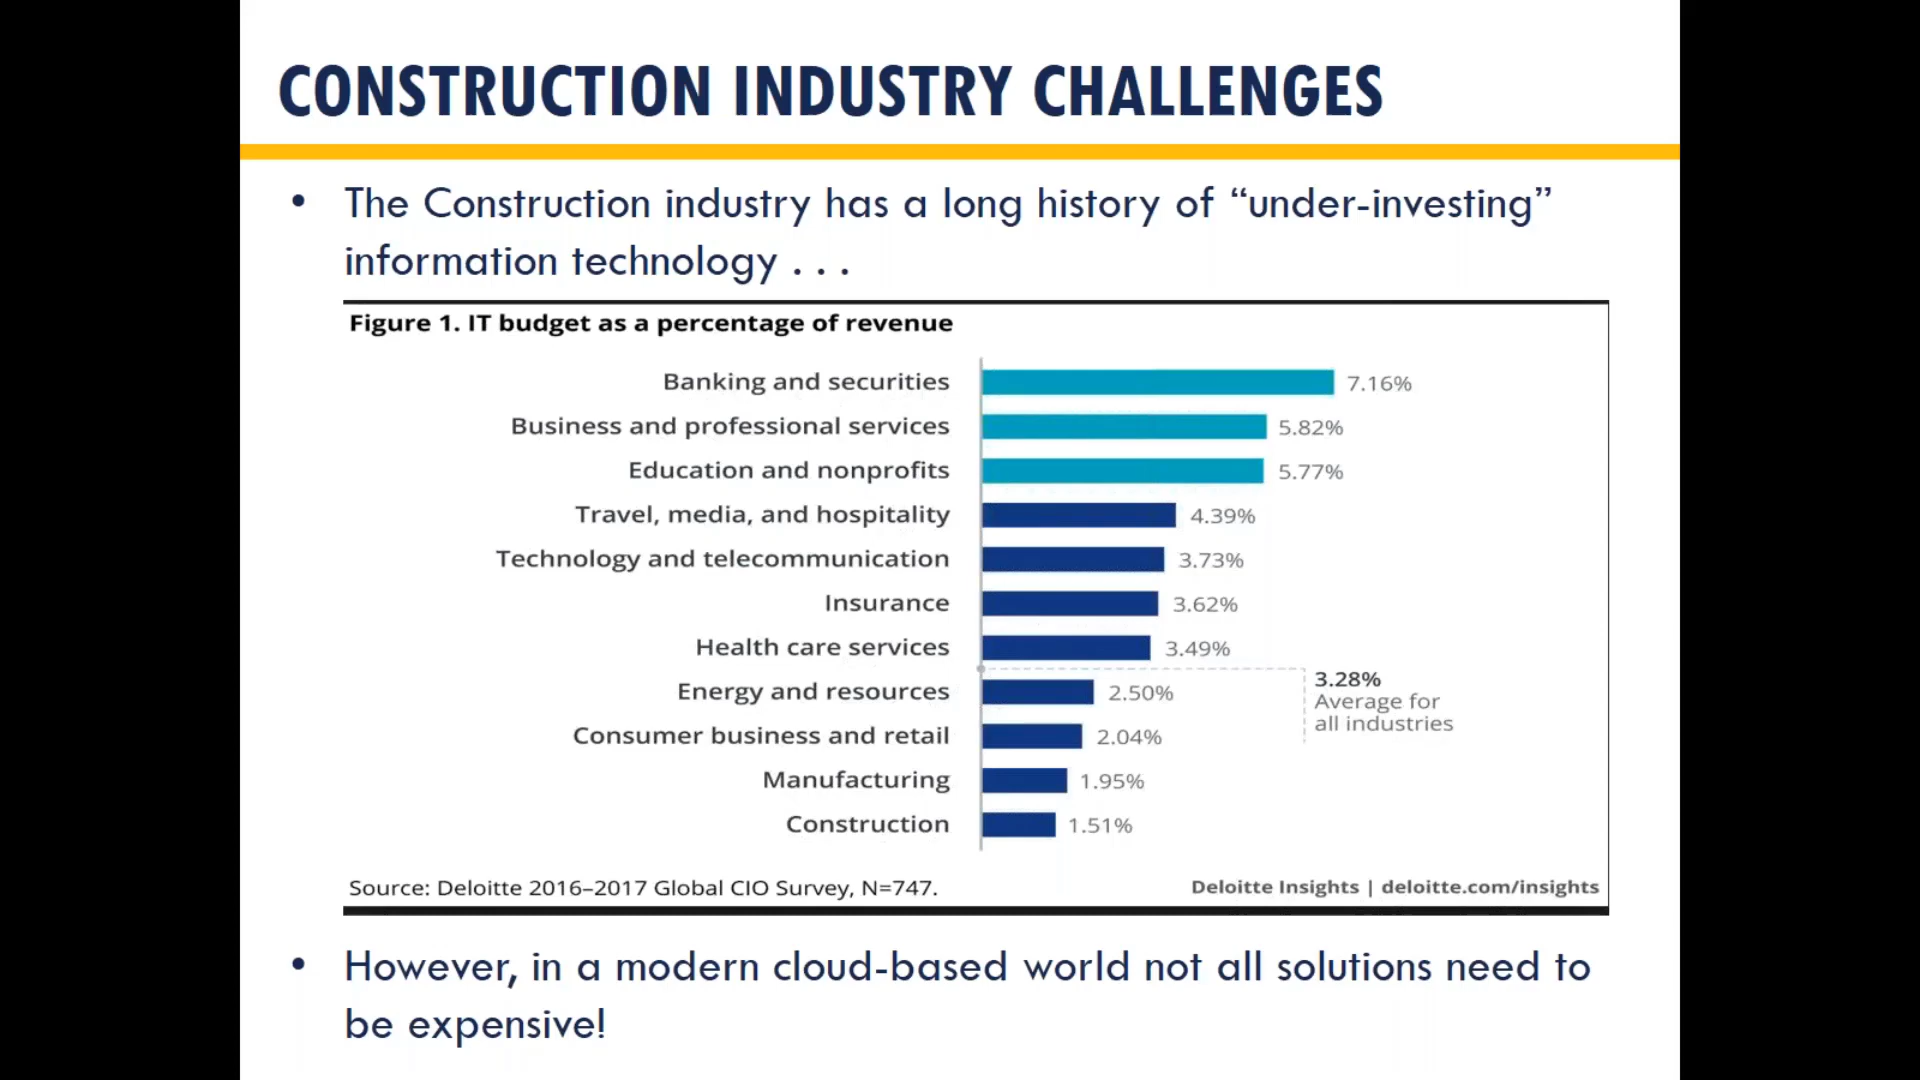 CONSTRUCTION INDUSTRY CHALLENGES
• The Construction industry has a long history of “under-investing”
information technology . . .
Figure 1. IT budget as a percentage of revenue
Banking and securities 7.16%
Business and professional services 5.82%
Education and nonprofits 5.77%
Travel, media, and hospitality 4.39%
Technology and telecommunication 3.73%
Insurance 3.62%
Health care services 3.49%
3.28%
Average for
all industries
Energy and resources 2.50%
Consumer business and retail 2.04%
Manufacturing 1.95%
Construction 1.51%
Source: Deloitte 2016–2017 Global CIO Survey, N=747.
Deloitte Insights | deloitte.com/insights
• However, in a modern cloud-based world not all solutions need to
be expensive!